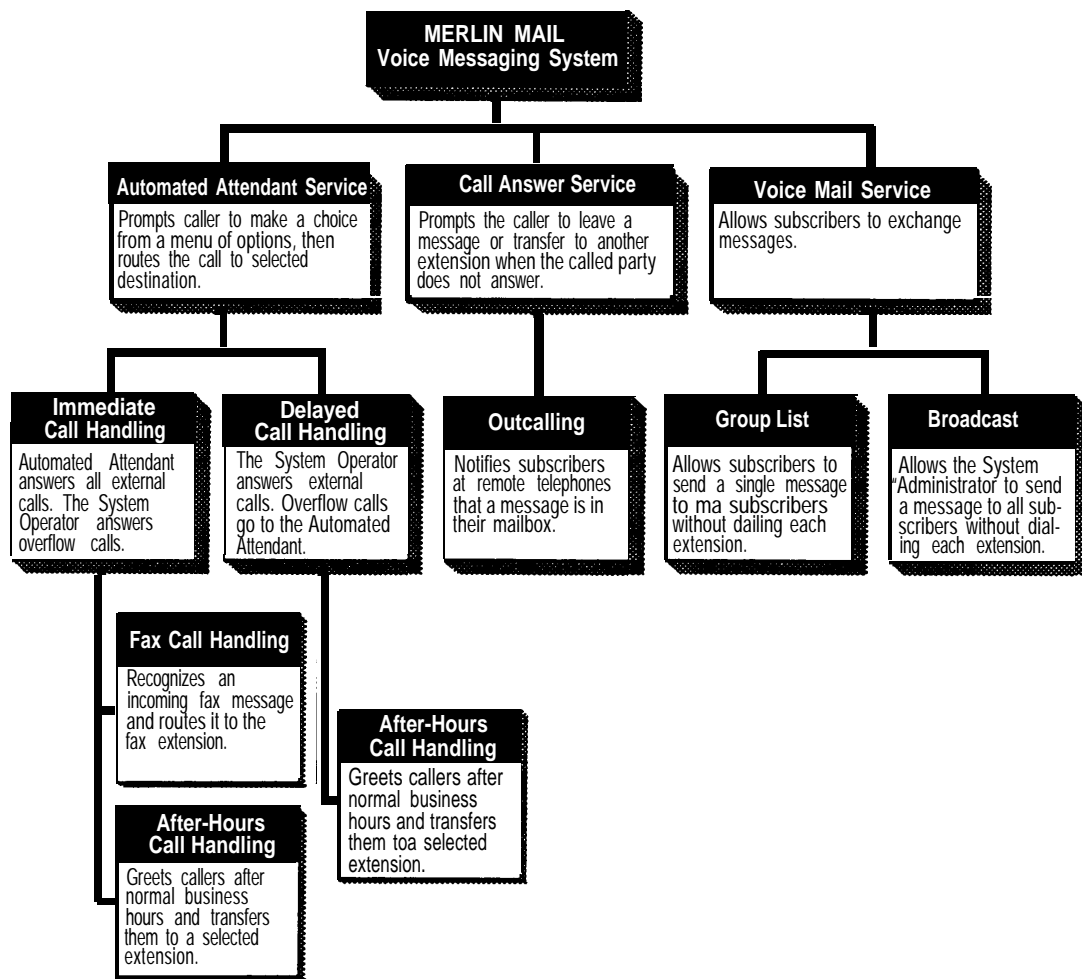 MERLIN MAIL
Voice Messaging System
Automated Attendant Service
Prompts caller to make a choice
from a menu of options, then
routes the call to selected
destination.
Call Answer Service
Prompts the caller to leave a
message or transfer to another
extension when the called party
does not answer.
Voice Mail Service
Allows subscribers to exchange
messages.
Immediate
Call Handling
Automated Attendant
answers all external
calls. The System
Operator answers
overflow calls.
Delayed
Call Handling
The System Operator
answers external
calls. Overflow calls
go to the Automated
Attendant.
Outcalling
Notifies subscribers
at remote telephones
that a message is in
their mailbox.
Group List
Allows subscribers to
send a single message
to ma subscribers
without dailing each
extension.
Broadcast
Allows the System
"Administrator to send
a message to all sub-
scribers without dial-
ing each extension.
Fax Call Handling
Recognizes an
incoming fax message
and routes it to the
fax extension.
After-Hours
Call Handling
Greets callers after
normal business
hours and transfers
them toa selected
extension.
After-Hours
Call Handling
Greets callers after
normal business
hours and transfers
them to a selected
extension.